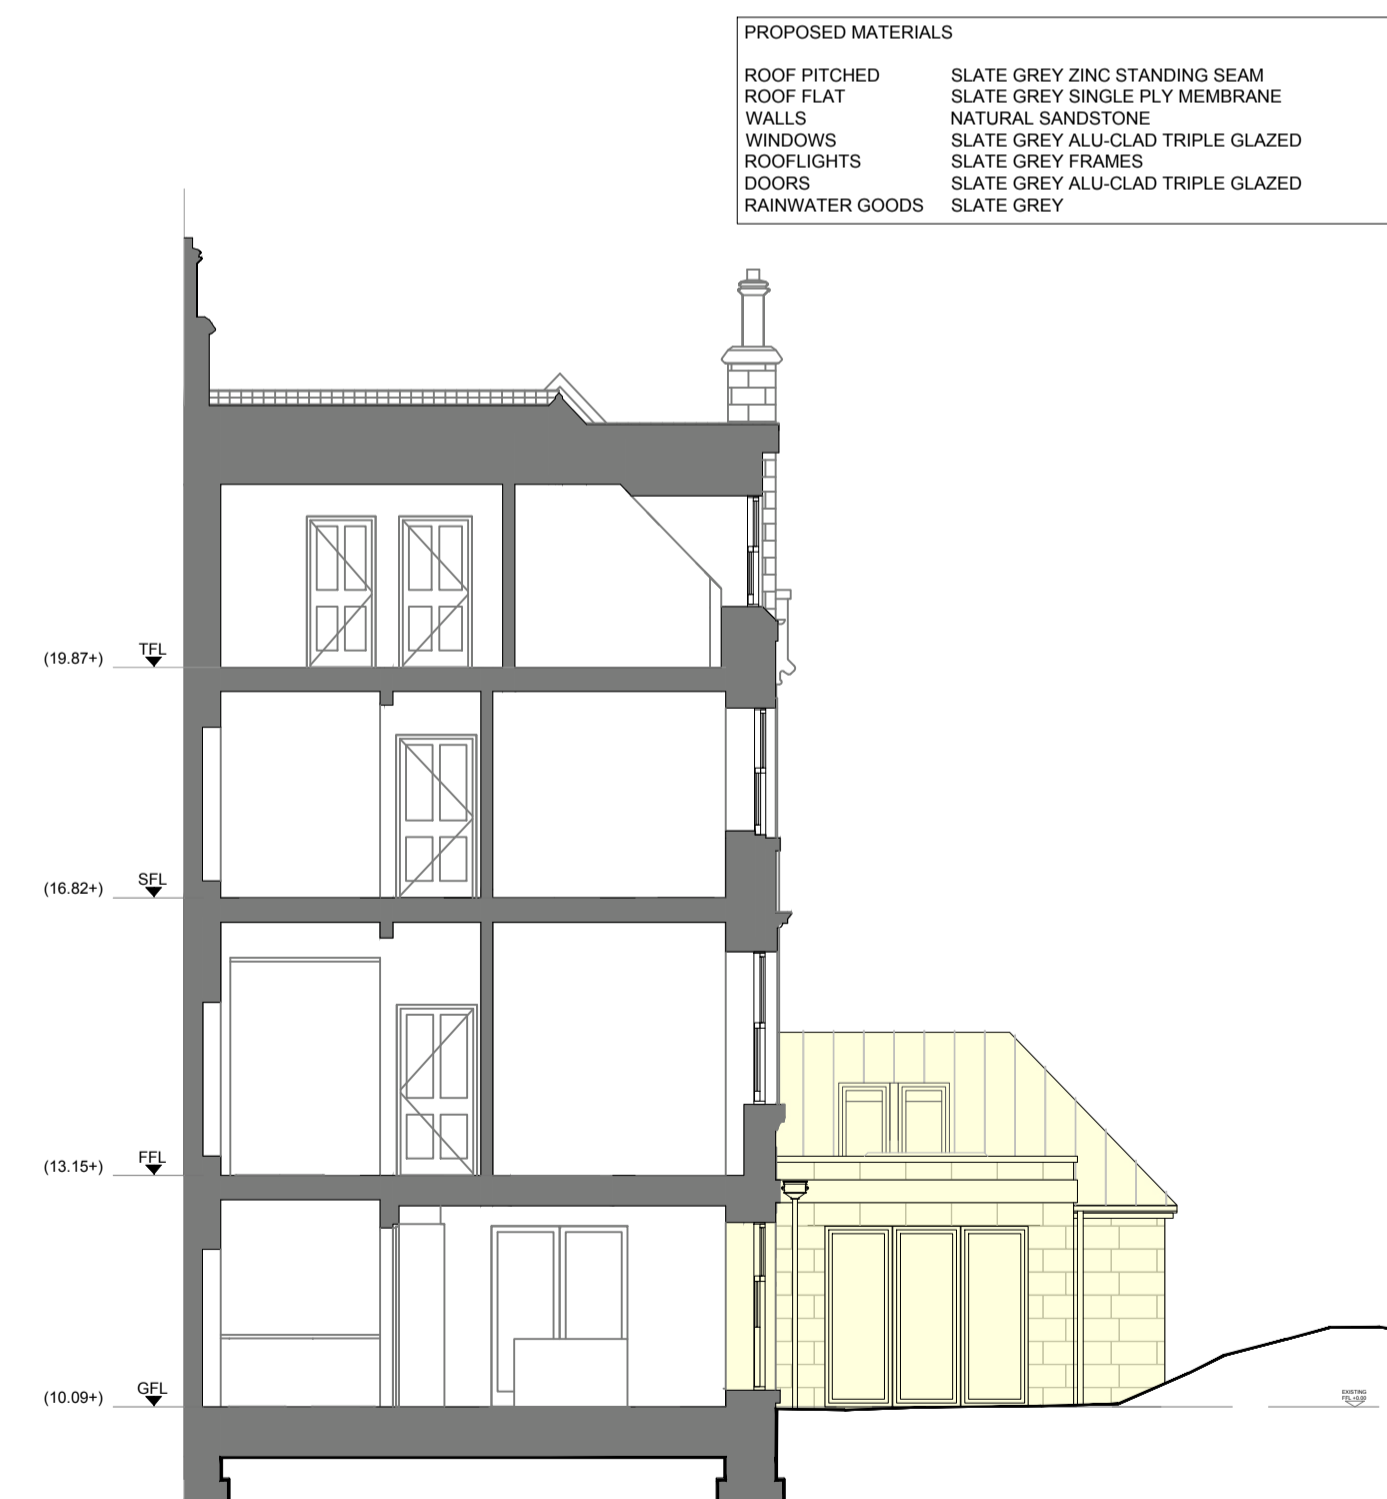 PROPOSED MATERIALS
ROOF PITCHED SLATE GREY ZINC STANDING SEAM
ROOF FLAT SLATE GREY SINGLE PLY MEMBRANE
WALLS NATURAL SANDSTONE
WINDOWS SLATE GREY ALU-CLAD TRIPLE GLAZED
ROOFLIGHTS SLATE GREY FRAMES
DOORS SLATE GREY ALU-CLAD TRIPLE GLAZED
RAINWATER GOODS SLATE GREY
(19.87+) TFL
(16.82+) SFL
(13.15+) FFL
(10.09+) GFL
EXISTING
FFL +0.00